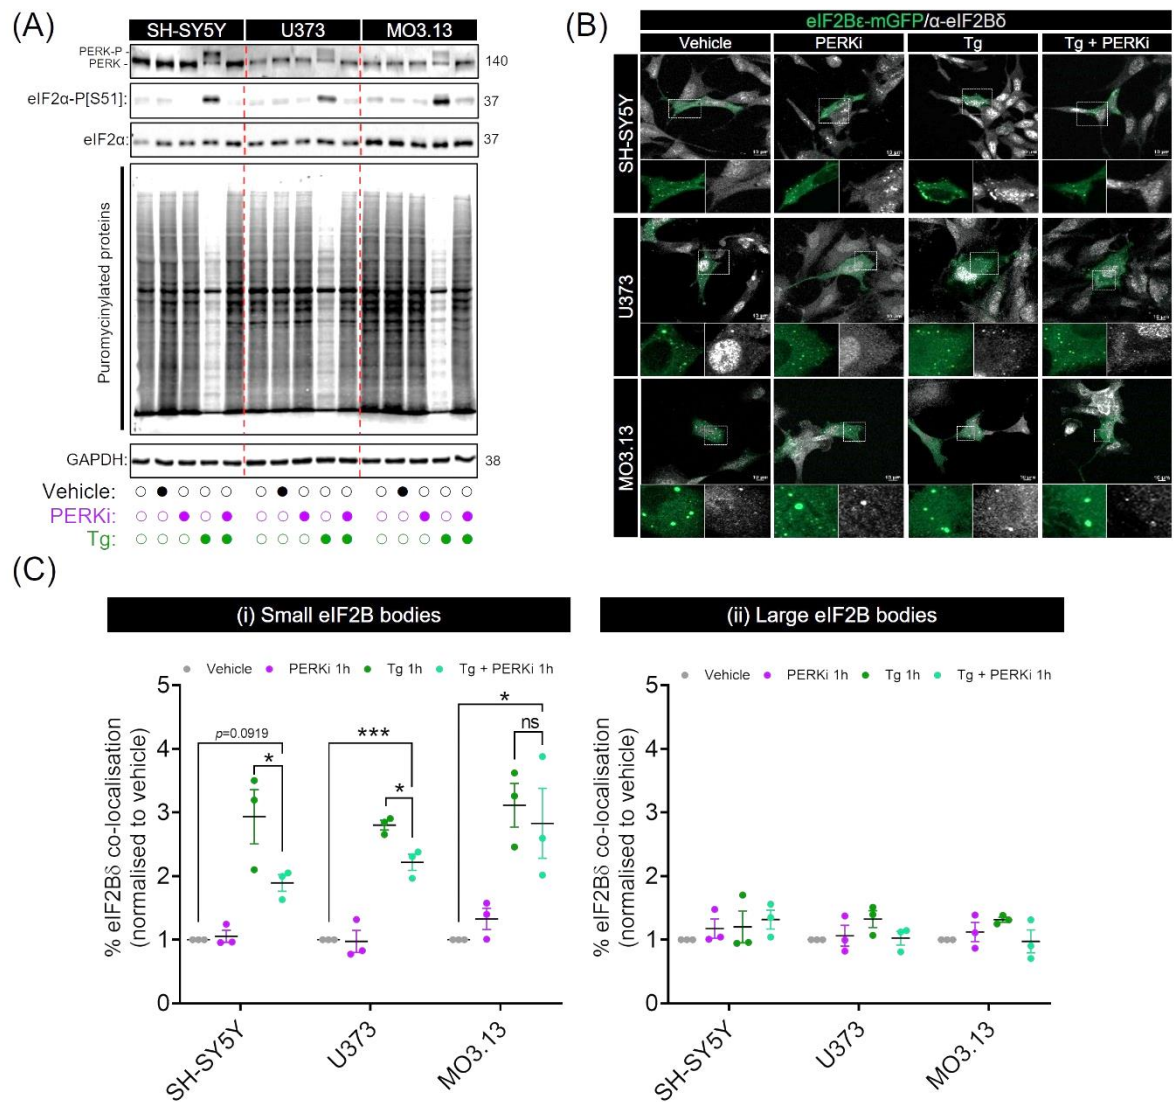 (A)
SH-SY5Y U373 MO3.13
PERK-P -
PERK -
140
eIF2α-P[S51]:
37
eIF2α:
37
Puromycinylated proteins
GAPDH:
38
Vehicle:
PERKi:
Tg:
(B)
eIF2Bε-mGFP/α-eIF2Bδ
Vehicle PERKi Tg Tg + PERKi
SH-SY5Y
U373
MO3.13
(C)
(i) Small eIF2B bodies
Vehicle PERKi 1h Tg 1h Tg + PERKi 1h
% eIF2Bδ co-localisation
(normalised to vehicle)
5
4
3
2
1
0
p=0.0919
*
***
*
*
ns
SH-SY5Y
U373
MO3.13
(ii) Large eIF2B bodies
Vehicle PERKi 1h Tg 1h Tg + PERKi 1h
% eIF2Bδ co-localisation
(normalised to vehicle)
5
4
3
2
1
0
SH-SY5Y
U373
MO3.13